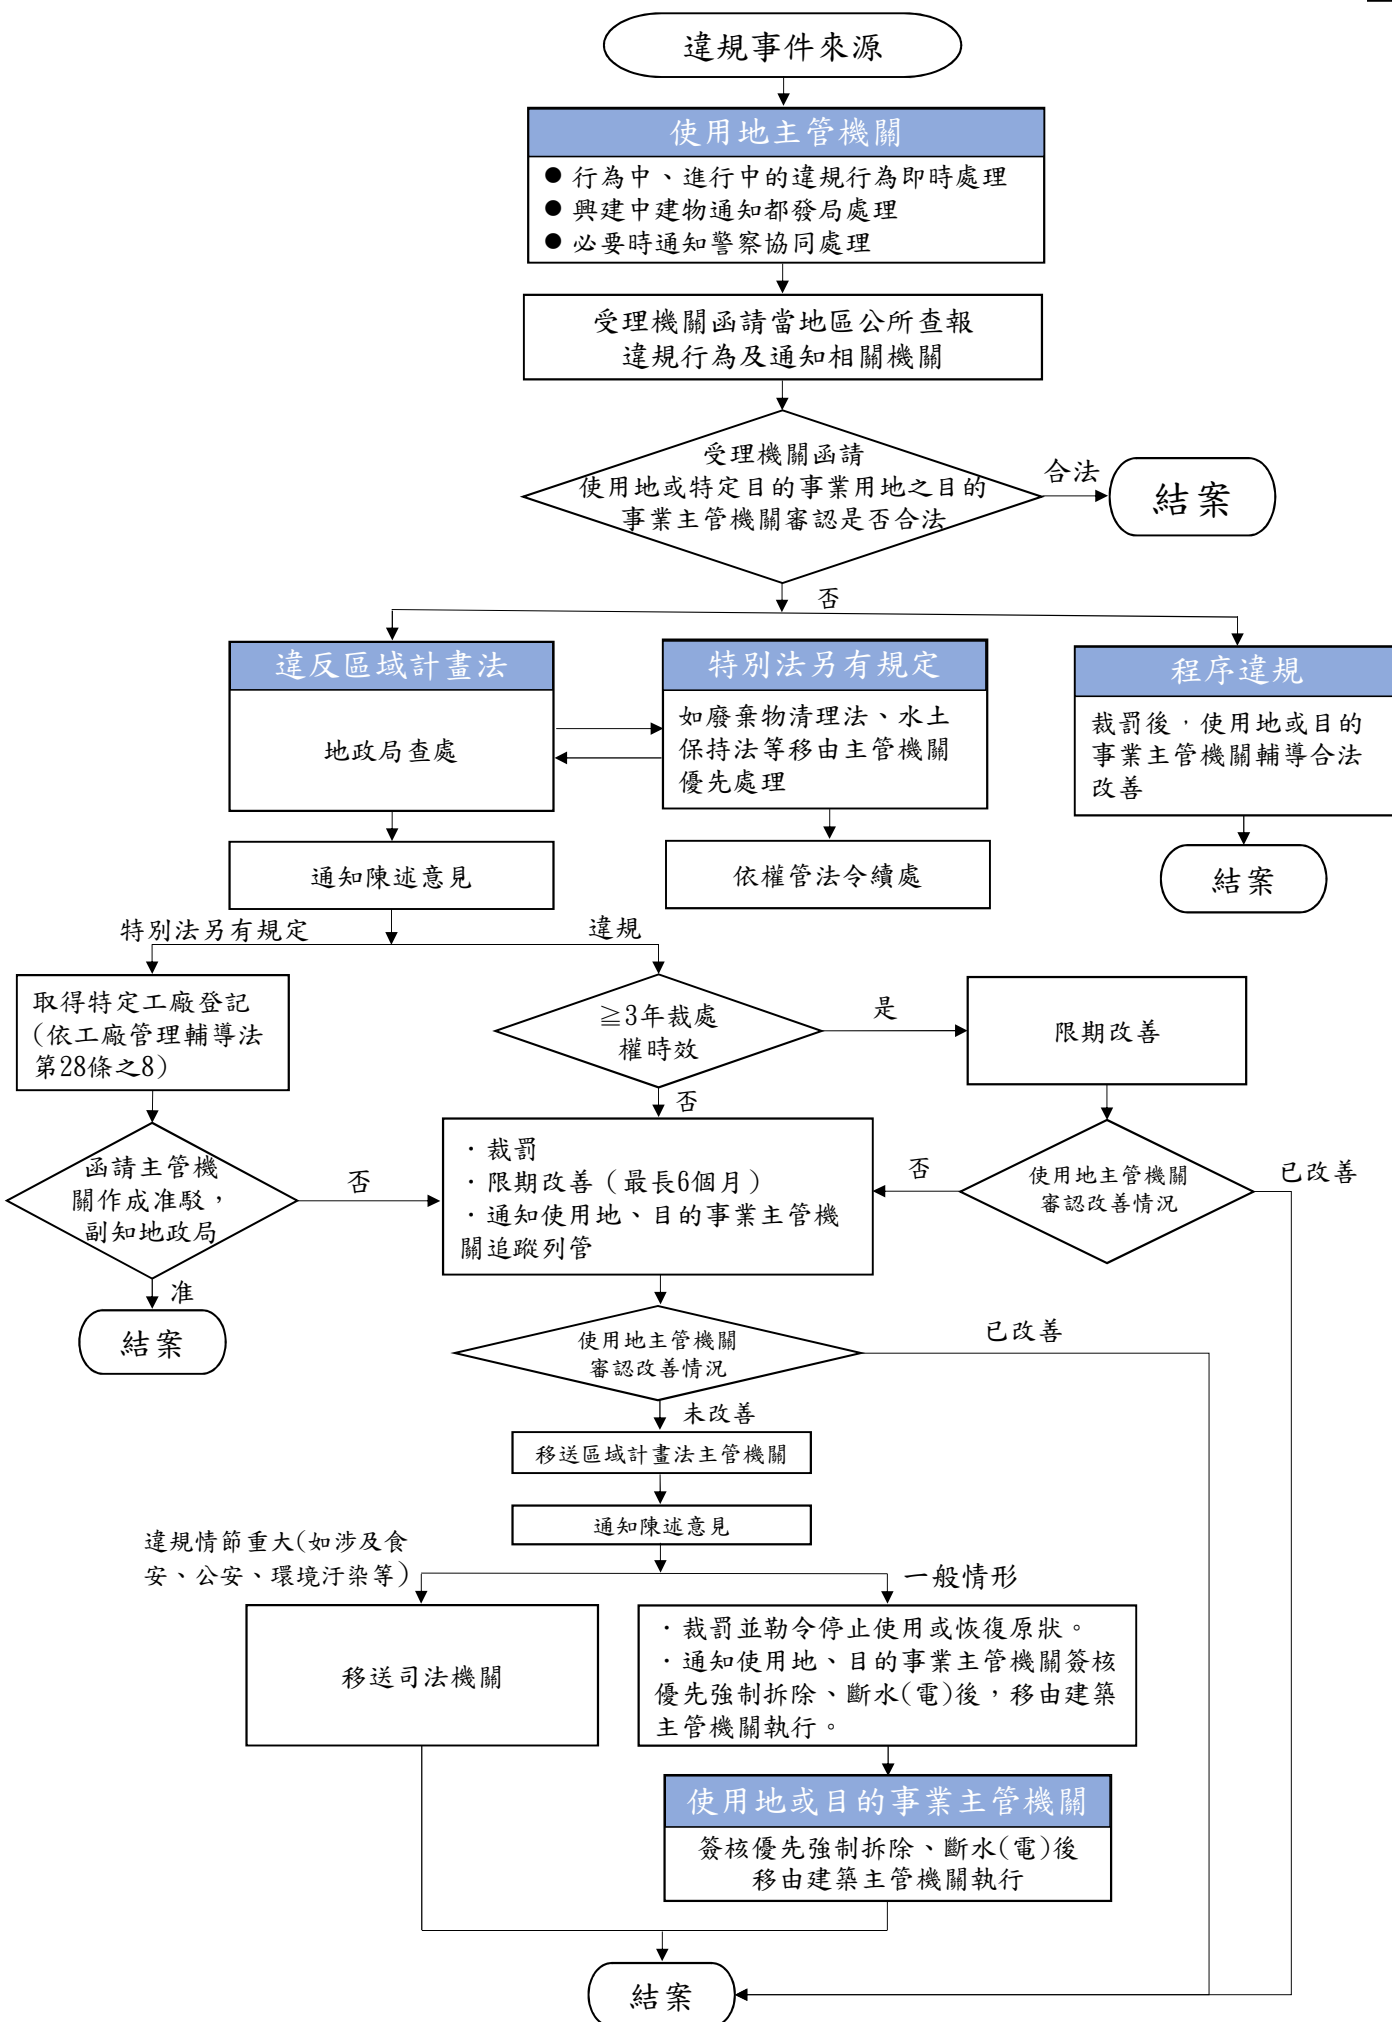 違規事件來源
使用地主管機關
● 行為中、進行中的違規行為即時處理
● 興建中建物通知都發局處理
● 必要時通知警察協同處理
受理機關函請當地區公所查報
違規行為及通知相關機關
受理機關函請
使用地或特定目的事業用地之目的
事業主管機關審認是否合法
合法
結案
否
違反區域計畫法
地政局查處
特別法另有規定
如廢棄物清理法、水土
保持法等移由主管機關
優先處理
程序違規
裁罰後，使用地或目的
事業主管機關輔導合法
改善
通知陳述意見
依權管法令續處
結案
特別法另有規定
違規
取得特定工廠登記
(依工廠管理輔導法
第28條之8)
≧3年裁處
權時效
是
限期改善
否
函請主管機
關作成准駁，
副知地政局
否
．裁罰
．限期改善（最長6個月）
．通知使用地、目的事業主管機
關追蹤列管
否
使用地主管機關
審認改善情況
已改善
准
結案
使用地主管機關
審認改善情況
已改善
未改善
移送區域計畫法主管機關
通知陳述意見
違規情節重大(如涉及食
安、公安、環境汙染等)
一般情形
移送司法機關
．裁罰並勒令停止使用或恢復原狀。
．通知使用地、目的事業主管機關簽核
優先強制拆除、斷水(電)後，移由建築
主管機關執行。
使用地或目的事業主管機關
簽核優先強制拆除、斷水(電)後
移由建築主管機關執行
結案